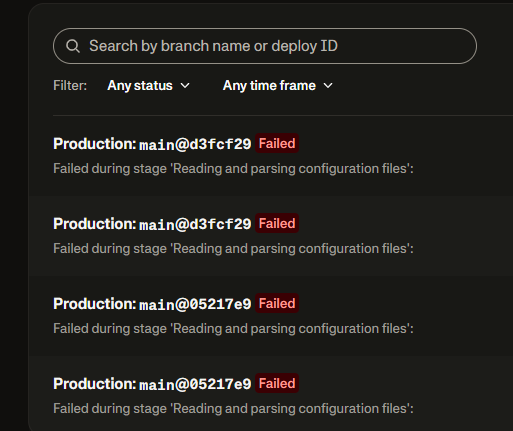 Search by branch name or deploy ID
Filter: Any status Any time frame
Production: main@d3fcf29 Failed
Failed during stage 'Reading and parsing configuration files':
Production: main@d3fcf29 Failed
Failed during stage 'Reading and parsing configuration files':
Production: main@05217e9 Failed
Failed during stage 'Reading and parsing configuration files':
Production: main@05217e9 Failed
Failed during stage 'Reading and parsing configuration files':